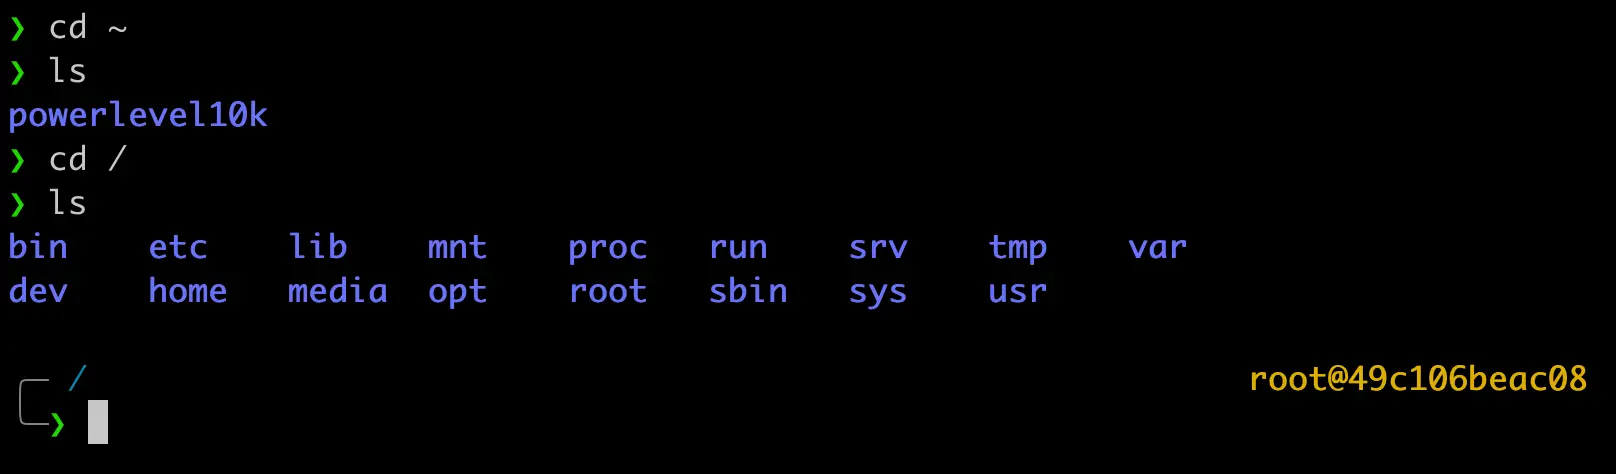 ❯ cd ~
❯ ls
powerlevel10k
❯ cd /
❯ ls
bin    etc    lib    mnt    proc   run    srv    tmp    var
dev    home   media  opt    root   sbin   sys    usr
/ root@49c106beac08
❯